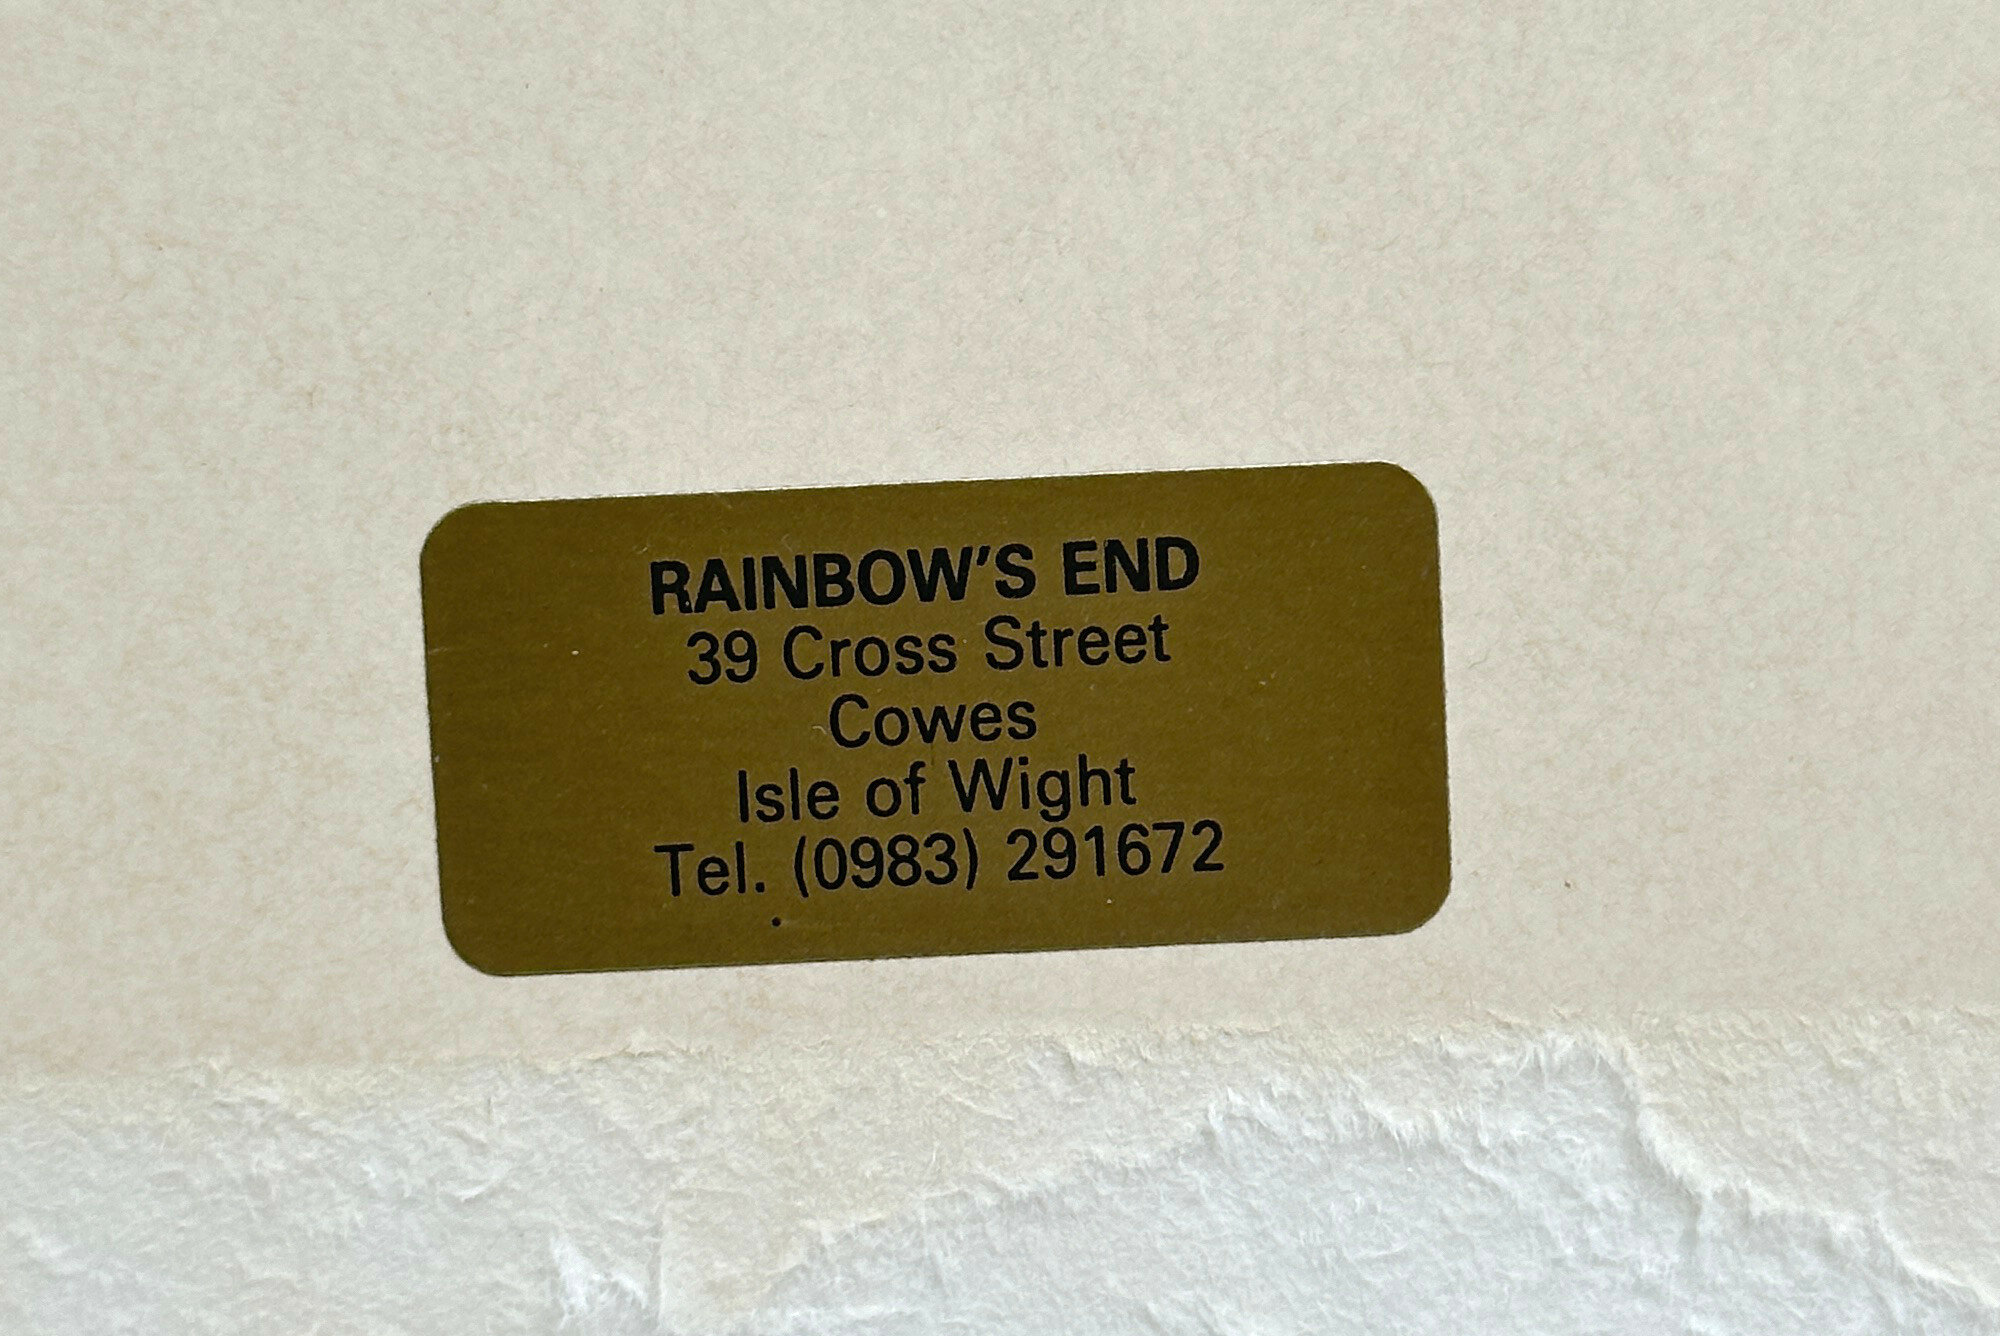 RAINBOW'S END
39 Cross Street
Cowes
Isle of Wight
Tel. (0983) 291672